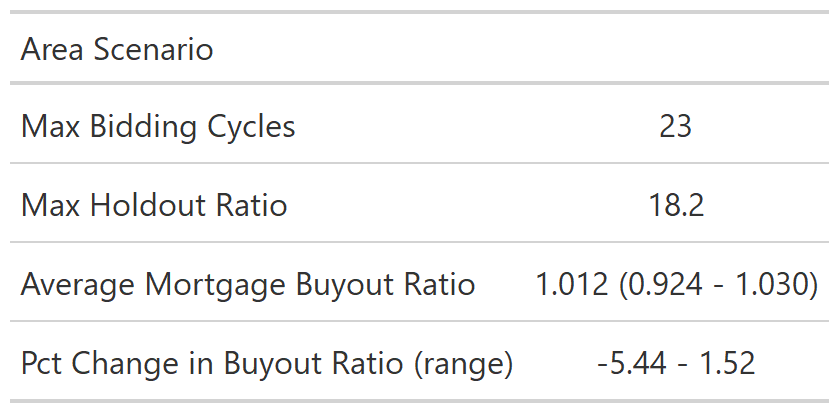 Area Scenario
Max Bidding Cycles 23
Max Holdout Ratio 18.2
Average Mortgage Buyout Ratio 1.012 (0.924 - 1.030)
Pct Change in Buyout Ratio (range) -5.44 - 1.52